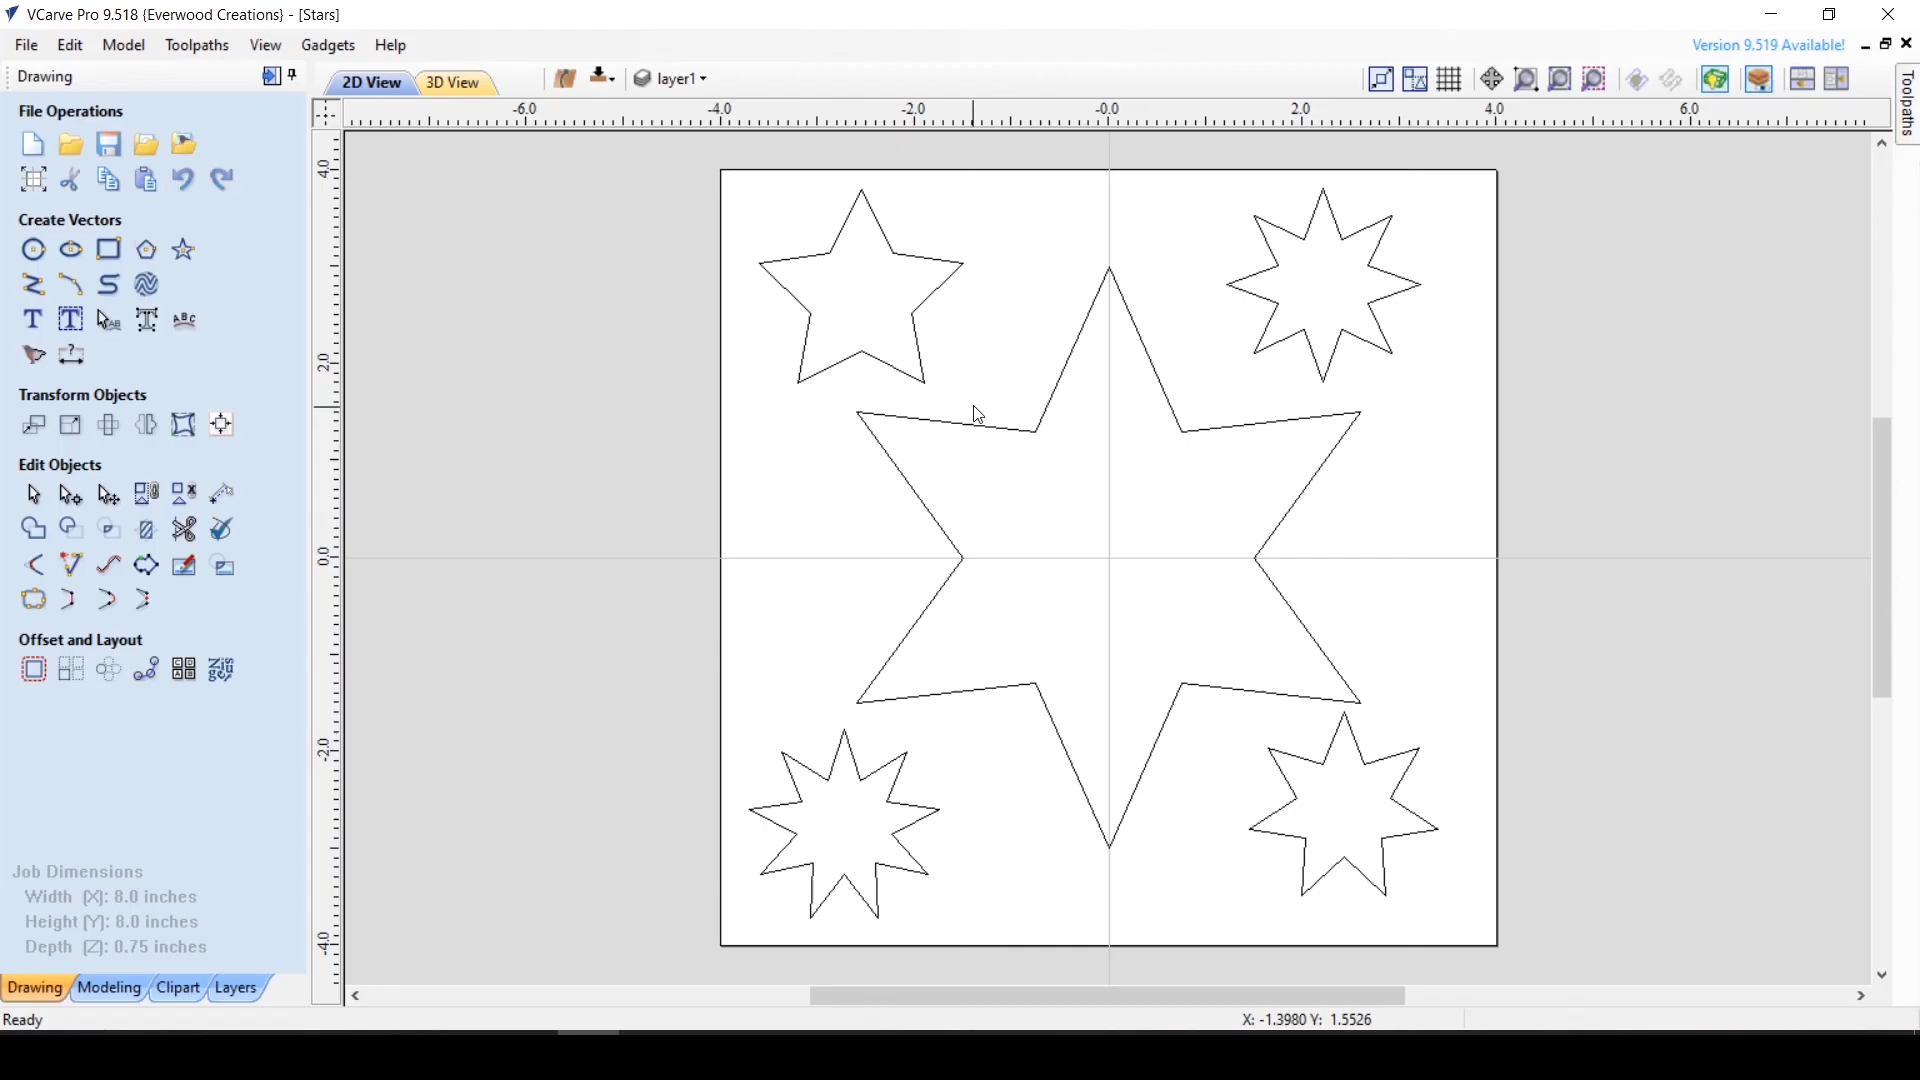 VCarve Pro 9.518 {Everwood Creations} - [Stars]
File Edit Model Toolpaths View Gadgets Help
Version 9.519 Available!
Drawing
2D View 3D View
layer1
Toolpaths
-6.0 -4.0 -2.0 -0.0 2.0 4.0 6.0
4.0
2.0
0.0
-2.0
-4.0
File Operations
Create Vectors
Transform Objects
Edit Objects
Offset and Layout
Job Dimensions
Width (X): 8.0 inches
Height (Y): 8.0 inches
Depth (Z): 0.75 inches
Drawing Modeling Clipart Layers
Ready
X: -1.3980 Y: 1.5526